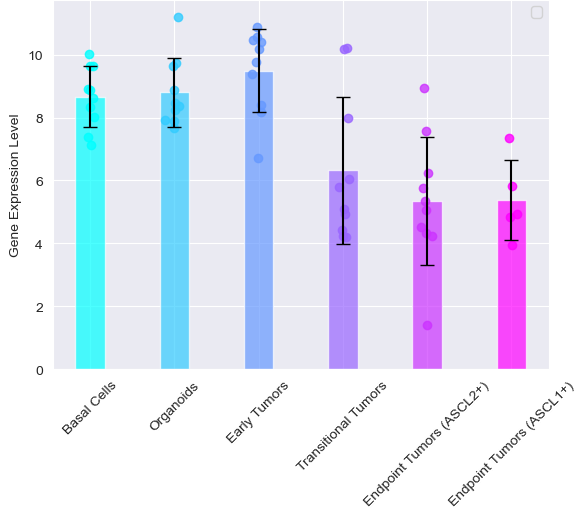 Gene Expression Level
10
8
6
4
2
0
Basal Cells
Organoids
Early Tumors
Transitional Tumors
Endpoint Tumors (ASCL2+)
Endpoint Tumors (ASCL1+)